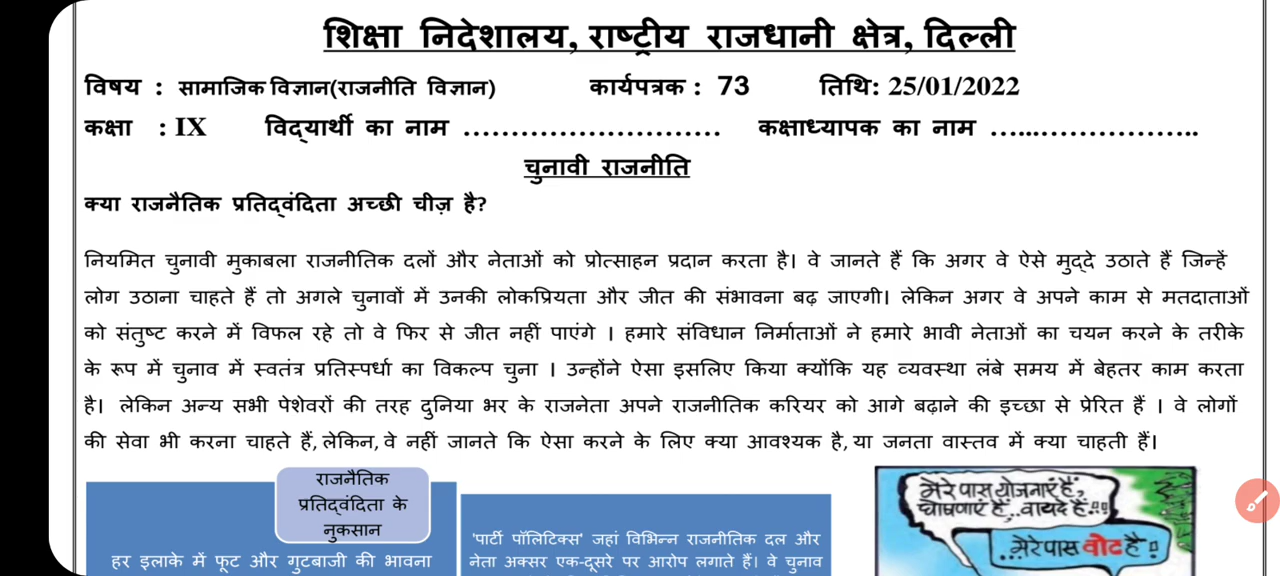 शिक्षा निदेशालय, राष्ट्रीय राजधानी क्षेत्र, दिल्ली
विषय : सामाजिक विज्ञान(राजनीति विज्ञान) कार्यपत्रक : 73 तिथि: 25/01/2022
कक्षा : IX विद्यार्थी का नाम ………………………… कक्षाध्यापक का नाम …...………………..
चुनावी राजनीति
क्या राजनैतिक प्रतिद्वंदिता अच्छी चीज़ है?
नियमित चुनावी मुकाबला राजनीतिक दलों और नेताओं को प्रोत्साहन प्रदान करता है। वे जानते हैं कि अगर वे ऐसे मुद्दे उठाते हैं जिन्हें
लोग उठाना चाहते हैं तो अगले चुनावों में उनकी लोकप्रियता और जीत की संभावना बढ़ जाएगी। लेकिन अगर वे अपने काम से मतदाताओं
को संतुष्ट करने में विफल रहे तो वे फिर से जीत नहीं पाएंगे । हमारे संविधान निर्माताओं ने हमारे भावी नेताओं का चयन करने के तरीके
के रूप में चुनाव में स्वतंत्र प्रतिस्पर्धा का विकल्प चुना । उन्होंने ऐसा इसलिए किया क्योंकि यह व्यवस्था लंबे समय में बेहतर काम करता
है। लेकिन अन्य सभी पेशेवरों की तरह दुनिया भर के राजनेता अपने राजनीतिक करियर को आगे बढ़ाने की इच्छा से प्रेरित हैं । वे लोगों
की सेवा भी करना चाहते हैं, लेकिन, वे नहीं जानते कि ऐसा करने के लिए क्या आवश्यक है, या जनता वास्तव में क्या चाहती हैं।
राजनैतिक
प्रतिद्वंदिता के
नुकसान
हर इलाके में फूट और गुटबाजी की भावना
'पार्टी पॉलिटिक्स' जहां विभिन्न राजनीतिक दल और
नेता अक्सर एक-दूसरे पर आरोप लगाते हैं। वे चुनाव
मेरे पास योजनाएं हैं,
घोषणाएं हैं,..वायदे हैं..!!
...मेरे पास वोट है !!